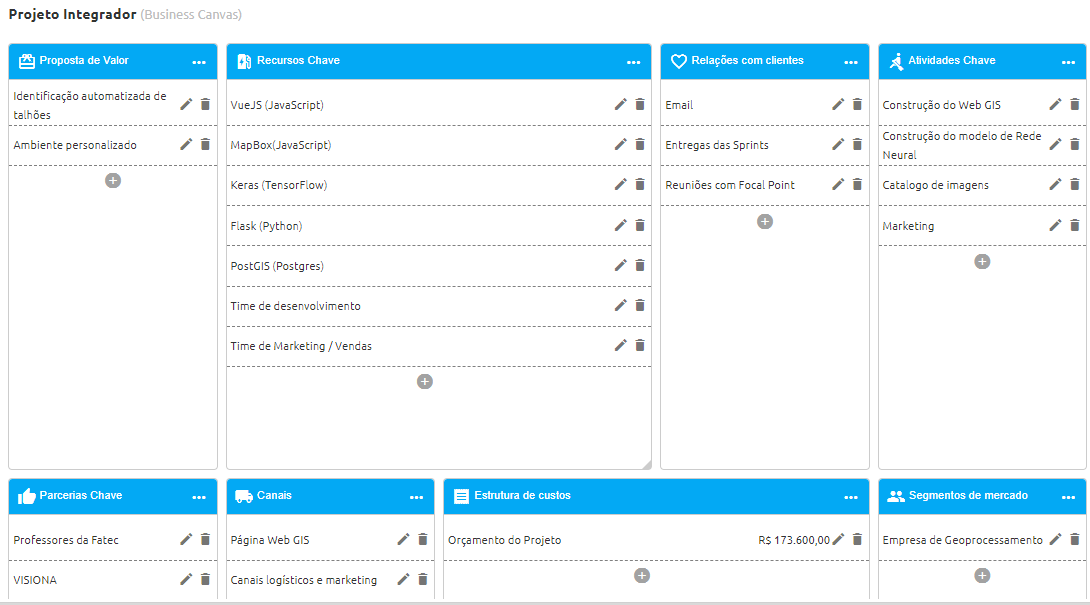 Projeto Integrador (Business Canvas)
Proposta de Valor
Identificação automatizada de
talhões
Ambiente personalizado
Recursos Chave
VueJS (JavaScript)
MapBox(JavaScript)
Keras (TensorFlow)
Flask (Python)
PostGIS (Postgres)
Time de desenvolvimento
Time de Marketing / Vendas
Relações com clientes
Email
Entregas das Sprints
Reuniões com Focal Point
Atividades Chave
Construção do Web GIS
Construção do modelo de Rede
Neural
Catalogo de imagens
Marketing
Parcerias Chave
Professores da Fatec
VISIONA
Canais
Página Web GIS
Canais logísticos e marketing
Estrutura de custos
Orçamento do Projeto R$ 173.600,00
Segmentos de mercado
Empresa de Geoprocessamento